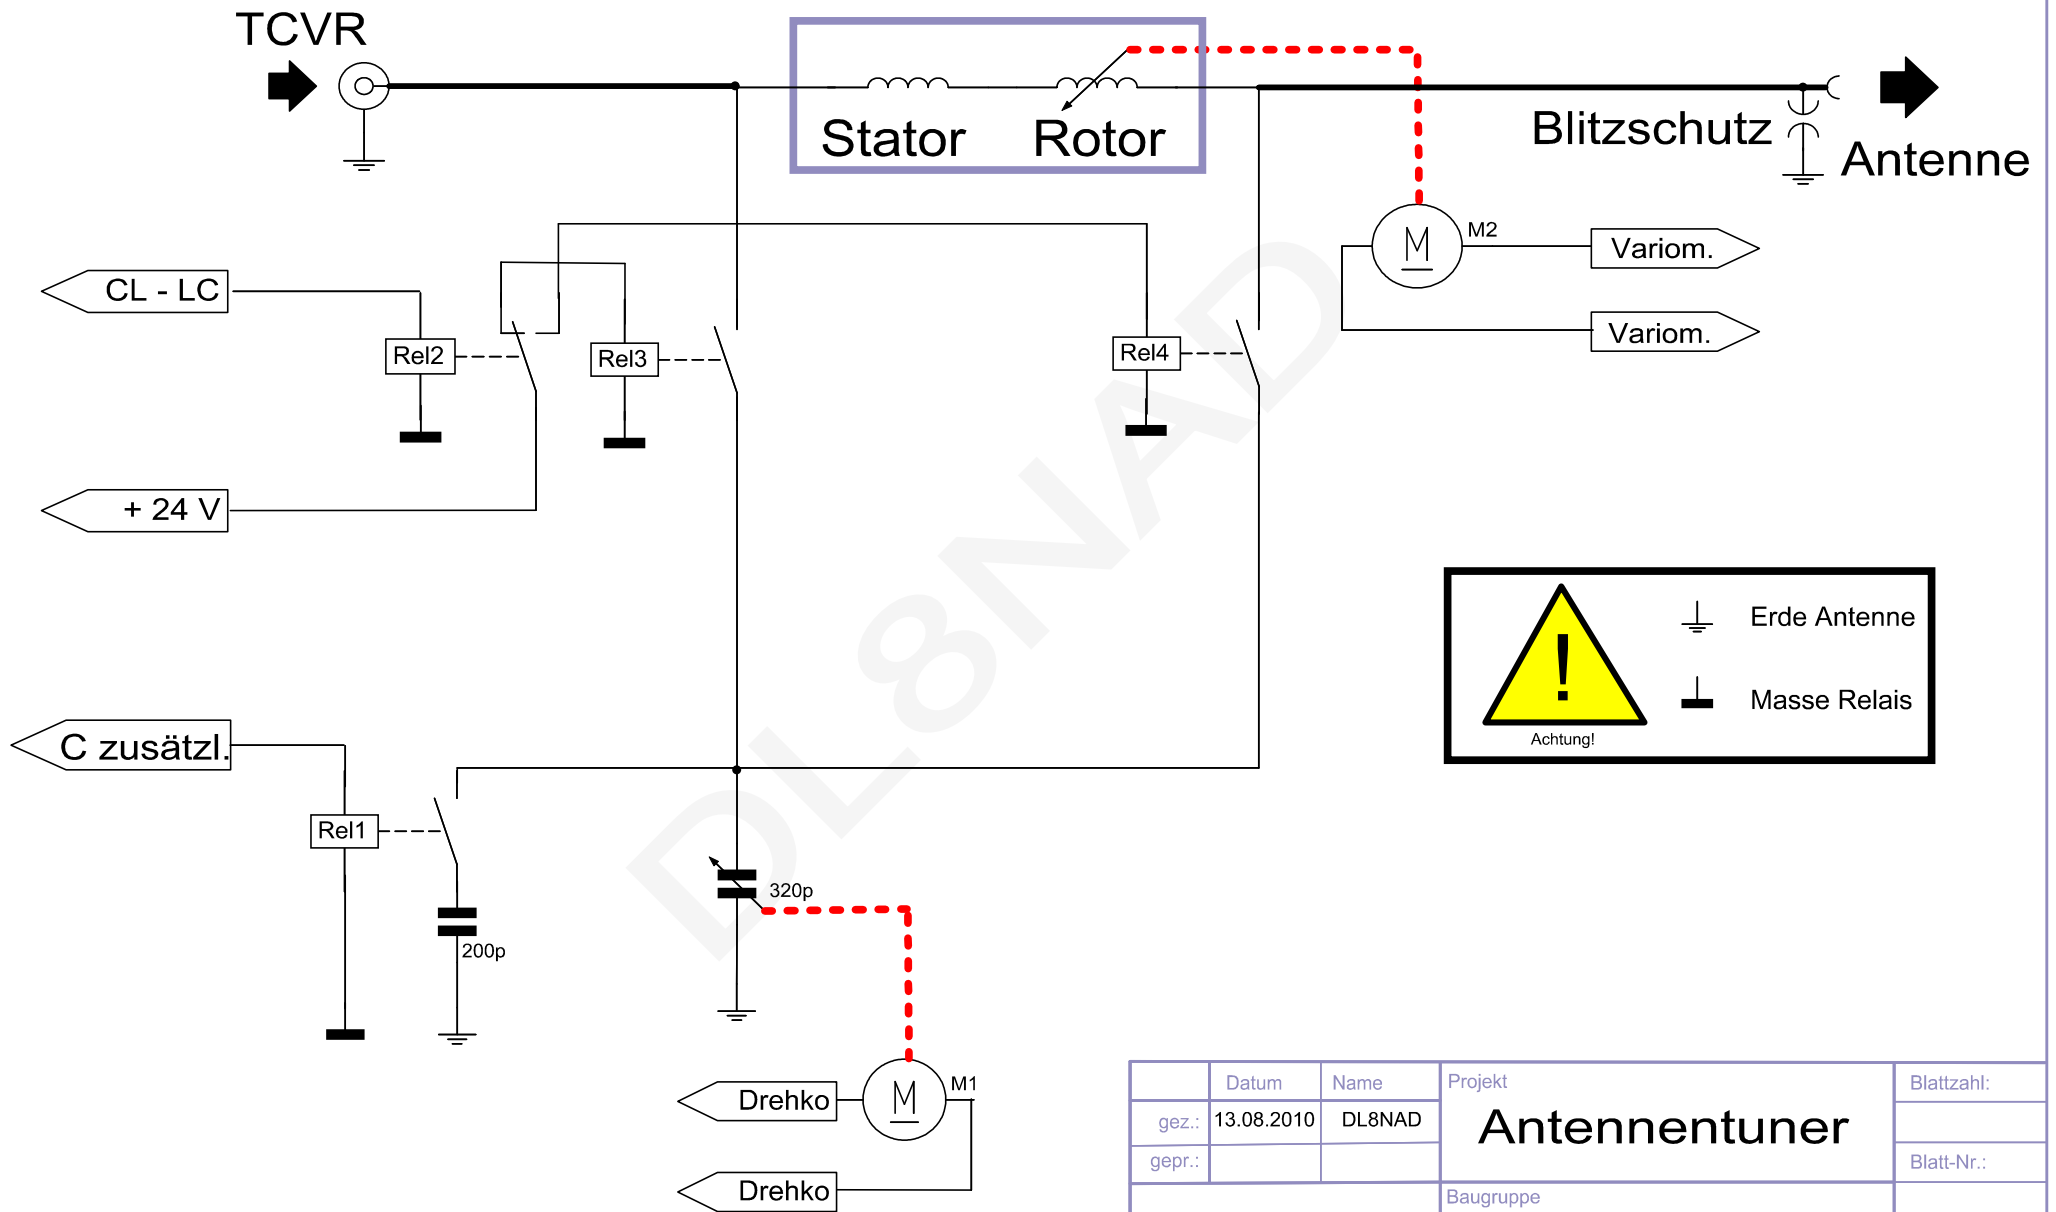 TCVR
Stator Rotor
Blitzschutz
Antenne
M
M2
Variom.
Variom.
CL - LC
Rel2
Rel3
Rel4
+ 24 V
DL8NAD
!
Achtung!
Erde Antenne
Masse Relais
C zusätzl.
Rel1
200p
320p
Drehko
M
M1
Drehko
Datum Name Projekt Blattzahl:
gez.: 13.08.2010 DL8NAD Antennentuner
gepr.: Blatt-Nr.:
Baugruppe